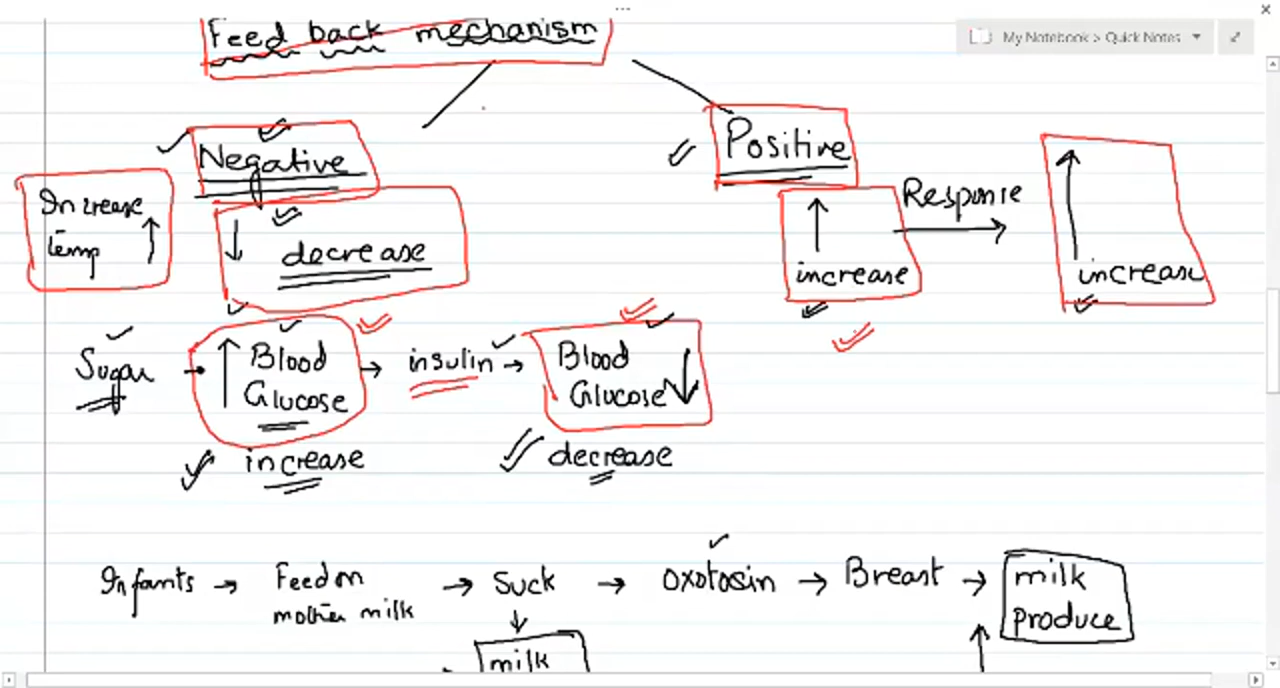 Feed back mechanism
My Notebook > Quick Notes
Negative
Positive
Increase
temp
decrease
increase
Response
increase
Sugar
Blood
Glucose
insulin
Blood
Glucose
increase
decrease
Infants
Feed on
mother milk
Suck
oxotosin
Breast
milk
produce
milk